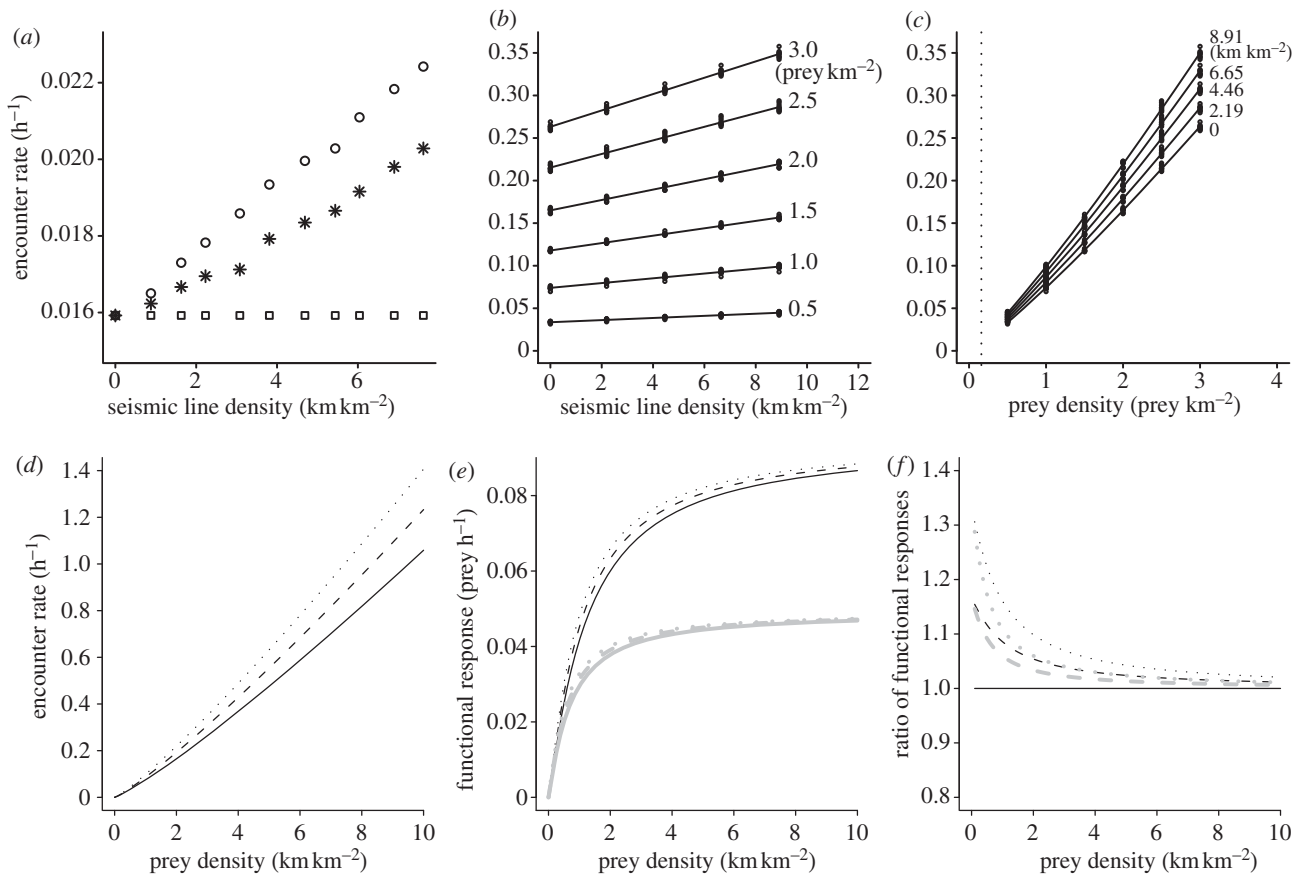 (a)
encounter rate (h–1)
0.022
0.020
0.018
0.016
0 2 4 6
seismic line density (km km–2)
(b)
0.35
0.30
0.25
0.20
0.15
0.10
0.05
0
3.0
(prey km–2)
2.5
2.0
1.5
1.0
0.5
0 2 4 6 8 10 12
seismic line density (km km–2)
(c)
0.35
0.30
0.25
0.20
0.15
0.10
0.05
0
8.91
(km km–2)
6.65
4.46
2.19
0
0 1 2 3 4
prey density (prey km–2)
(d)
encounter rate (h–1)
1.4
1.2
1.0
0.8
0.6
0.4
0.2
0
0 2 4 6 8 10
prey density (km km–2)
(e)
functional response (prey h–1)
0.08
0.06
0.04
0.02
0
0 2 4 6 8 10
prey density (km km–2)
(f)
ratio of functional responses
1.4
1.3
1.2
1.1
1.0
0.9
0.8
0 2 4 6 8 10
prey density (km km–2)